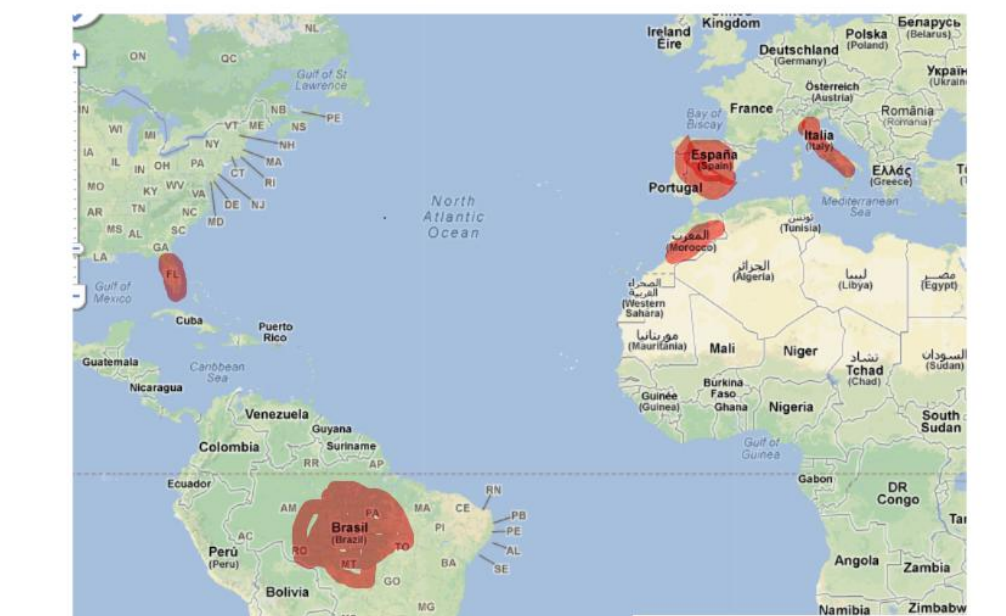 NL
Kingdom
Ireland
Éire
Беларусь
(Belarus)
Polska
(Poland)
Deutschland
(Germany)
ON
QC
Україн
(Ukrain
Gulf of St
Lawrence
Österreich
(Austria)
France
Bay of
Biscay
România
(Romania)
IN
NB
PE
WI
MI
VT
ME
NS
NY
NH
Italia
(Italy)
IA
IL
IN
OH
PA
CT
MA
RI
España
(Spain)
Ελλάς
(Greece)
MO
KY
WV
VA
DE
NJ
Portugal
North
Atlantic
Ocean
Mediterranean
Sea
AR
TN
NC
MD
MS
AL
SC
GA
LA
تونس
(Tunisia)
المغرب
(Morocco)
FL
الجزائر
(Algeria)
ليبيا
(Libya)
مصر
(Egypt)
Gulf of
Mexico
الصحراء
الغربية
(Western
Sahara)
Cuba
Puerto
Rico
موريتانيا
(Mauritania)
Mali
Niger
تشاد
Tchad
(Chad)
السودان
(Sudan)
Guatemala
Caribbean
Sea
Nicaragua
Burkina
Faso
Guinée
(Guinea)
Ghana
Nigeria
South
Sudan
Venezuela
Guyana
Suriname
Colombia
Gulf of
Guinea
RR
AP
Ecuador
Gabon
DR
Congo
RN
AM
PA
MA
CE
PB
PE
PI
Brasil
(Brazil)
AC
RO
TO
AL
SE
BA
MT
Perú
(Peru)
GO
Angola
Zambia
Bolivia
MG
Namibia
Zimbabw